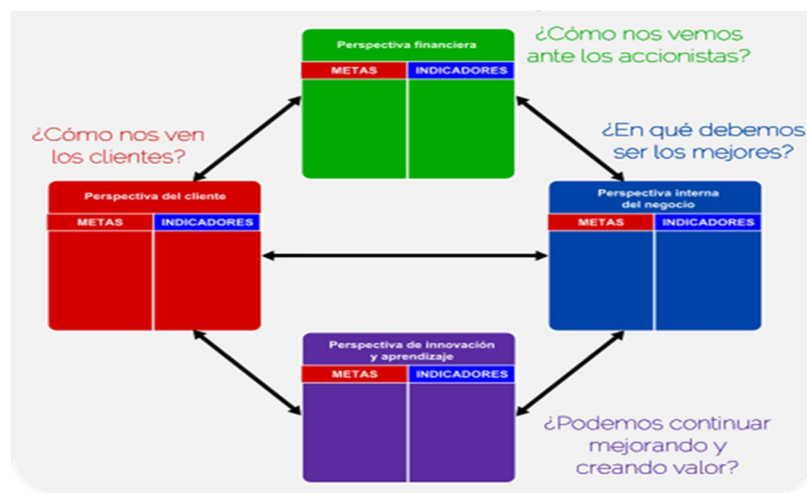 ¿Cómo nos vemos
ante los accionistas?
Perspectiva financiera
METAS INDICADORES
¿Cómo nos ven
los clientes?
¿En qué debemos
ser los mejores?
Perspectiva del cliente
METAS INDICADORES
Perspectiva interna
del negocio
METAS INDICADORES
Perspectiva de innovación
y aprendizaje
METAS INDICADORES
¿Podemos continuar
mejorando y
creando valor?